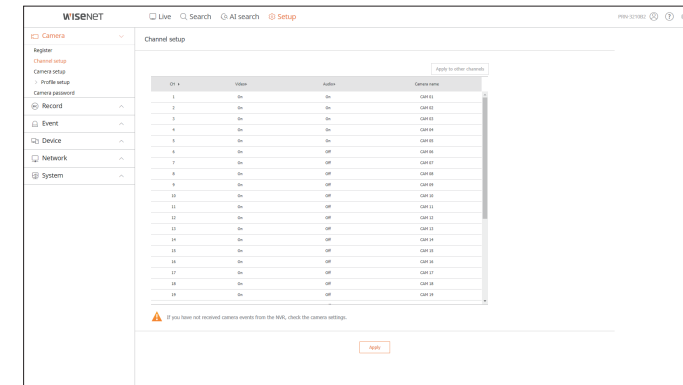 WISENET
Live Search AI search Setup
PRN-3210B2
Camera
Channel setup
Register
Channel setup
Camera setup
Profile setup
Camera password
Record
Event
Device
Network
System
Apply to other channels
CH Video Audio Camera name
1 On On CAM 01
2 On On CAM 02
3 On On CAM 03
4 On On CAM 04
5 On On CAM 05
6 On Off CAM 06
7 On Off CAM 07
8 On Off CAM 08
9 On Off CAM 09
10 On Off CAM 10
11 On Off CAM 11
12 On Off CAM 12
13 On Off CAM 13
14 On Off CAM 14
15 On Off CAM 15
16 On Off CAM 16
17 On Off CAM 17
18 On Off CAM 18
19 On Off CAM 19
If you have not received camera events from the NVR, check the camera settings.
Apply